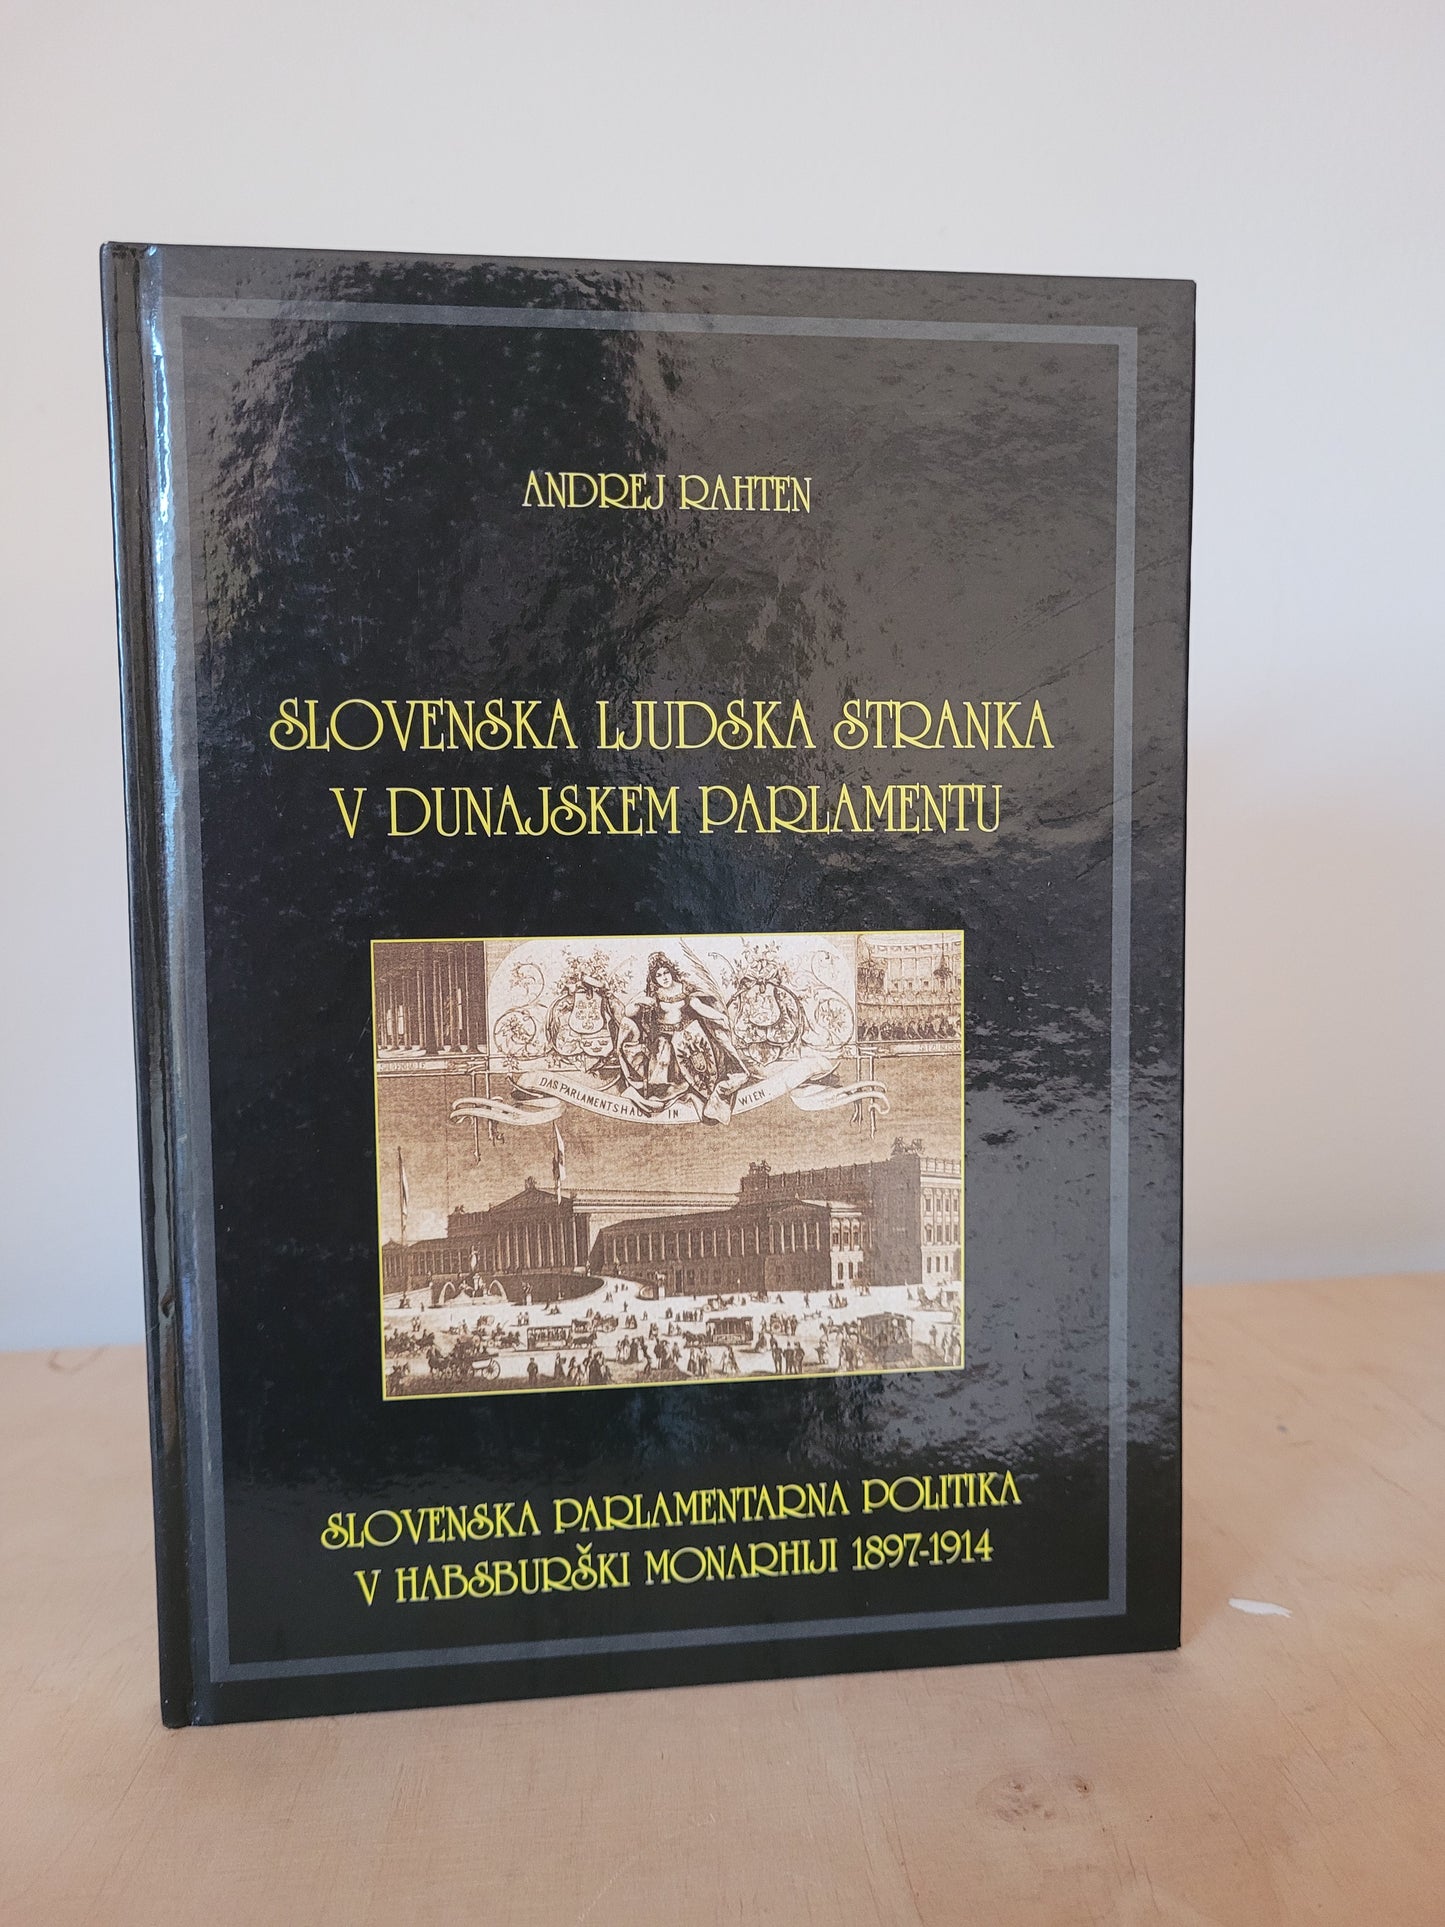 ANDREJ RAHTEN
SLOVENSKA LJUDSKA STRANKA
V DUNAJSKEM PARLAMENTU
DAS PARLAMENTSHAUS IN WIEN.
SLOVENSKA PARLAMENTARNA POLITIKA
V HABSBURŠKI MONARHIJI 1897-1914